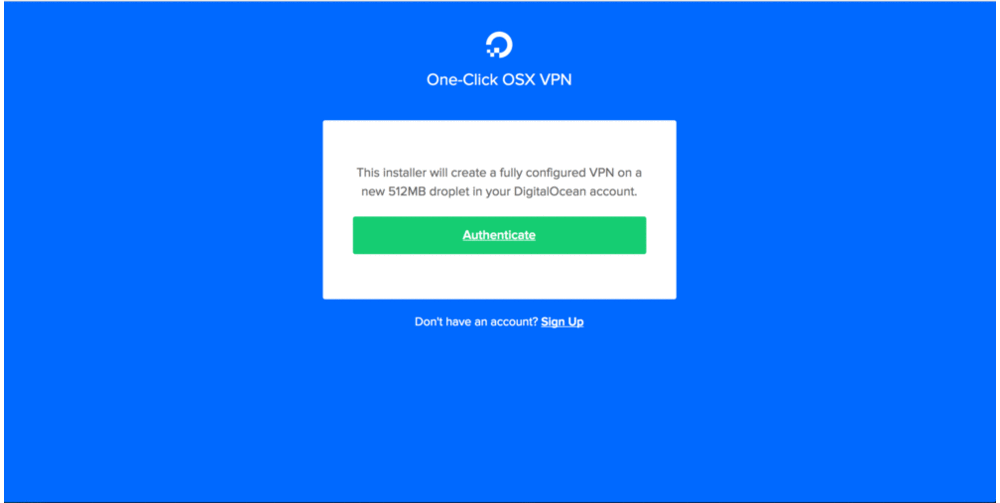 One-Click OSX VPN
This installer will create a fully configured VPN on a
new 512MB droplet in your DigitalOcean account.
Authenticate
Don't have an account? Sign Up